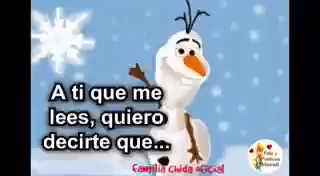 A ti que me
lees, quiero
decirte que...
Familia Chida Oficial